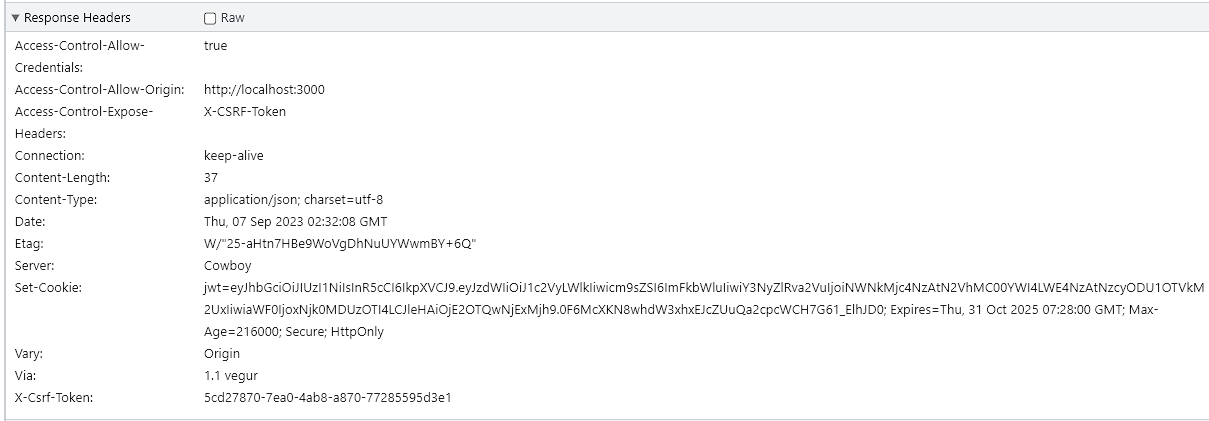 Response Headers Raw
Access-Control-Allow- true
Credentials:
Access-Control-Allow-Origin: http://localhost:3000
Access-Control-Expose- X-CSRF-Token
Headers:
Connection: keep-alive
Content-Length: 37
Content-Type: application/json; charset=utf-8
Date: Thu, 07 Sep 2023 02:32:08 GMT
Etag: W/"25-aHtn7HBe9WoVgDhNuUYWwmBY+6Q"
Server: Cowboy
Set-Cookie: jwt=eyJhbGciOiJIUzI1NiIsInR5cCI6IkpXVCJ9.eyJzdWIiOiJ1c2VyLWlkIiwicm9sZSI6ImFkbWluIiwiY3NyZlRva2VuIjoiNWNkMjc4NzAtN2VhMC00YWI4LWE4NzAtNzcyODU1OTVkM
2UxIiwiaWF0IjoxNjk0MDUzOTI4LCJleHAiOjE2OTQwNjExMjh9.0F6McXKN8whdW3xhxEJcZUuQa2cpcWCH7G61_ElhJD0; Expires=Thu, 31 Oct 2025 07:28:00 GMT; Max-
Age=216000; Secure; HttpOnly
Vary: Origin
Via: 1.1 vegur
X-Csrf-Token: 5cd27870-7ea0-4ab8-a870-77285595d3e1